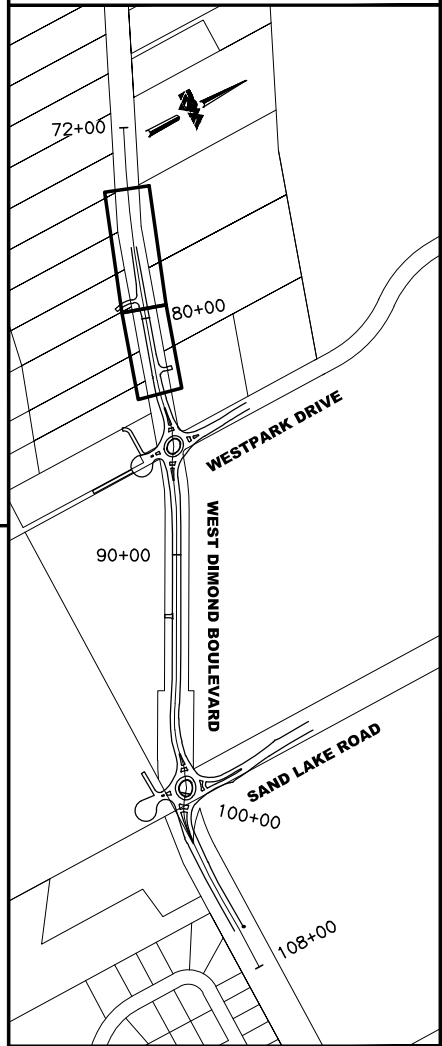 72+00
80+00
WESTPARK DRIVE
90+00
WEST DIMOND BOULEVARD
SAND LAKE ROAD
100+00
108+00